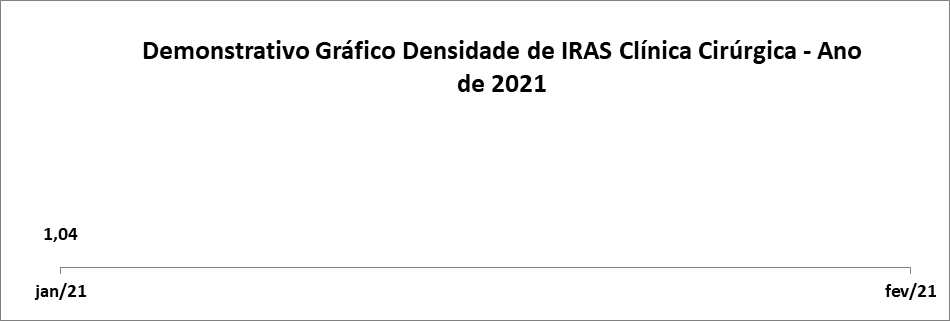 Demonstrativo Gráfico Densidade de IRAS Clínica Cirúrgica - Ano
de 2021
1,04
jan/21
fev/21